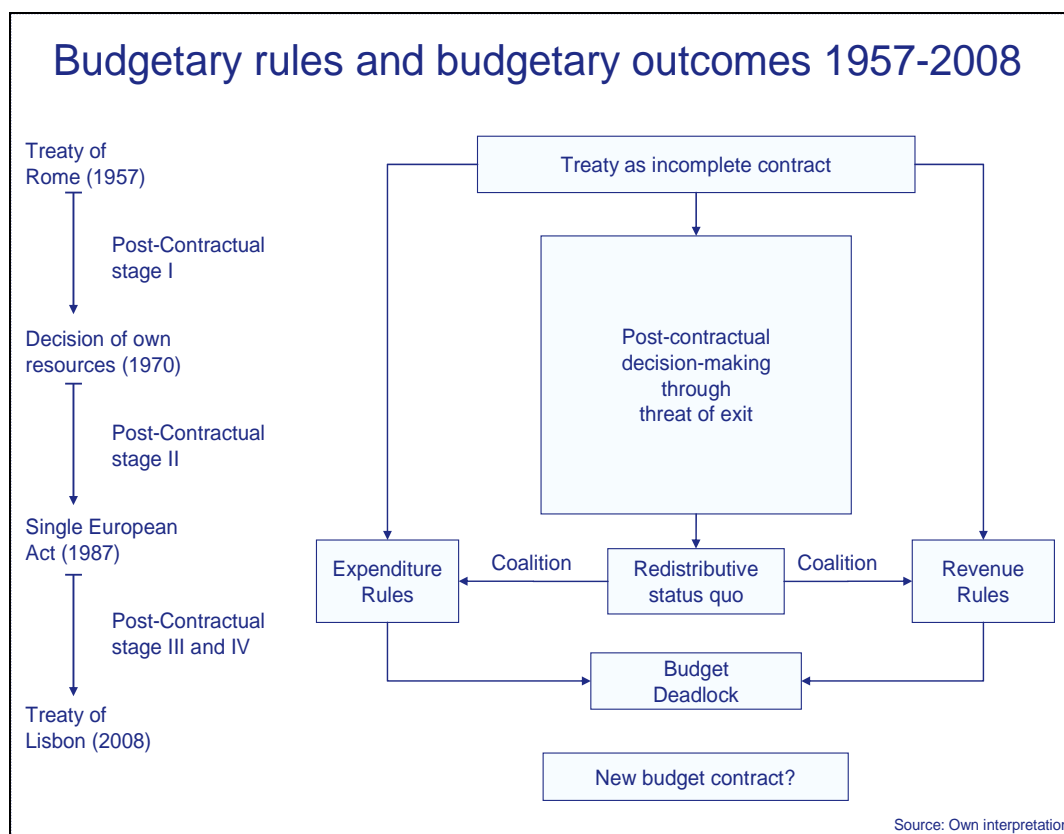 Budgetary rules and budgetary outcomes 1957-2008
Treaty of
Rome (1957)
Post-Contractual
stage I
Decision of own
resources (1970)
Post-Contractual
stage II
Single European
Act (1987)
Post-Contractual
stage III and IV
Treaty of
Lisbon (2008)
Treaty as incomplete contract
Post-contractual
decision-making
through
threat of exit
Expenditure
Rules
Coalition
Redistributive
status quo
Coalition
Revenue
Rules
Budget
Deadlock
New budget contract?
Source: Own interpretation